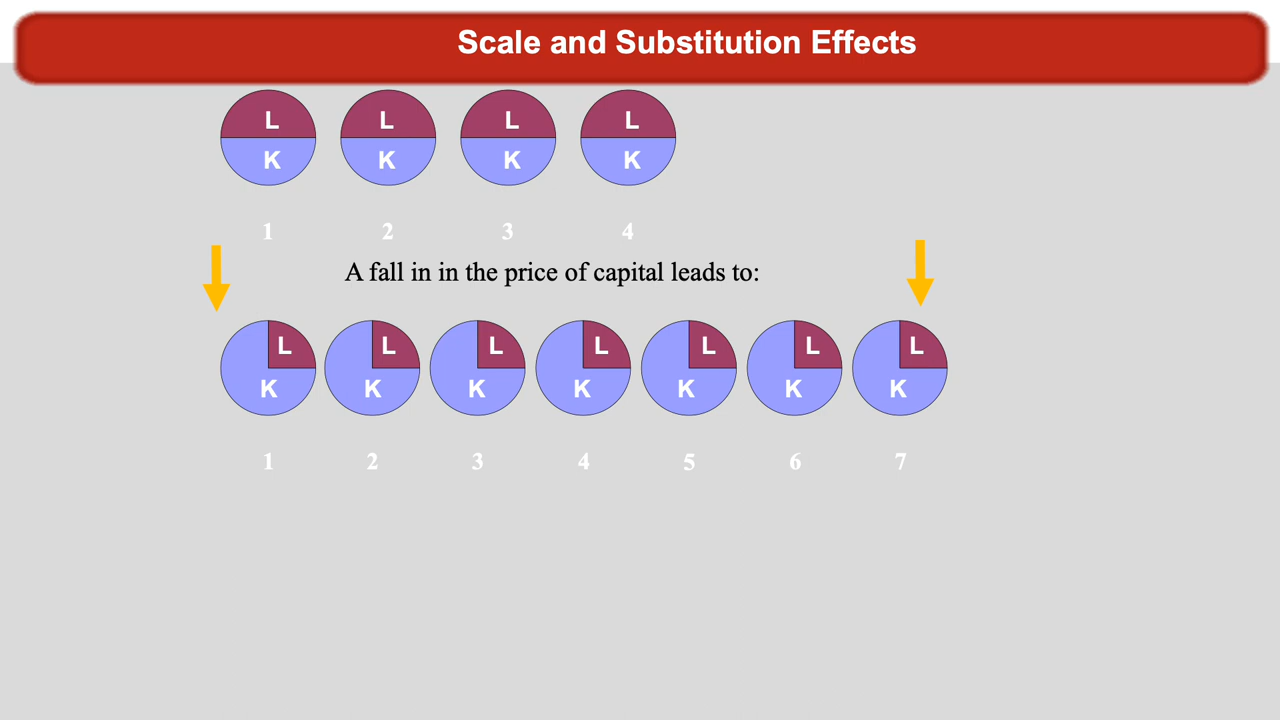 Scale and Substitution Effects
L L L L
K K K K
1 2 3 4
A fall in in the price of capital leads to:
L L L L L L L
K K K K K K K
1 2 3 4 5 6 7